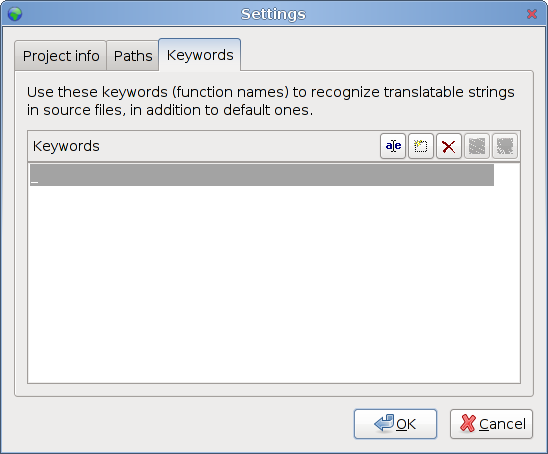 Settings
Project info
Paths
Keywords
Use these keywords (function names) to recognize translatable strings
in source files, in addition to default ones.
Keywords
aIe
_
OK
Cancel